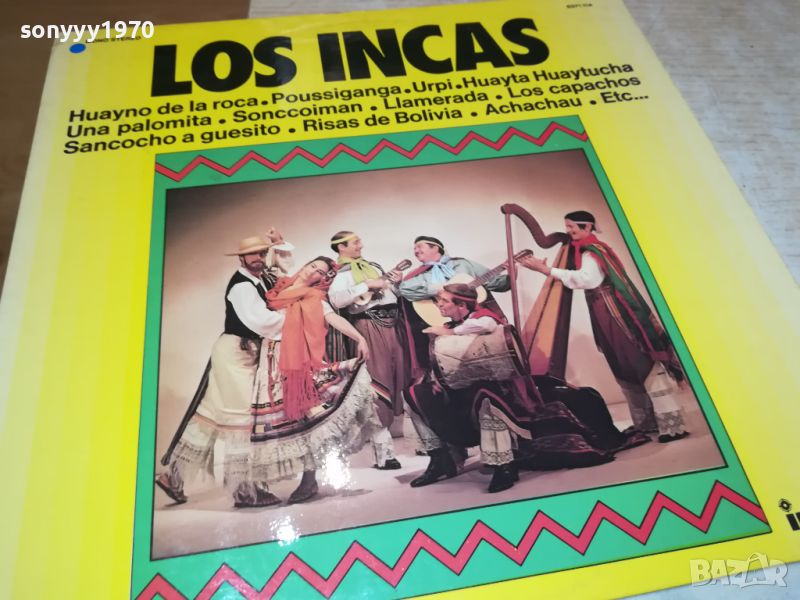 sonyyy1970
STEREO
LOS INCAS
Huayno de la roca • Poussiganga • Urpi • Huayta Huaytucha
Una palomita • Sonccoiman • Llamerada • Los capachos
Sancocho a guesito • Risas de Bolivia • Achachau • Etc...
BAZAR